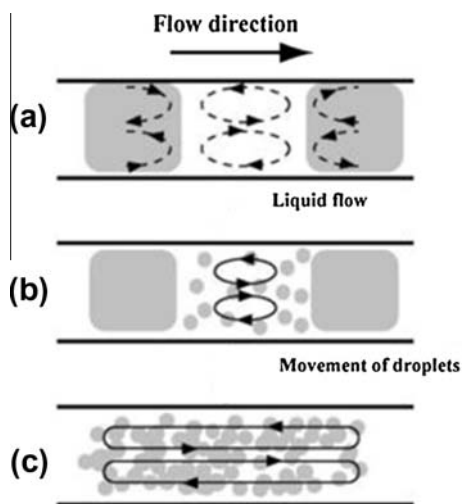 Flow direction
(a)
Liquid flow
(b)
Movement of droplets
(c)